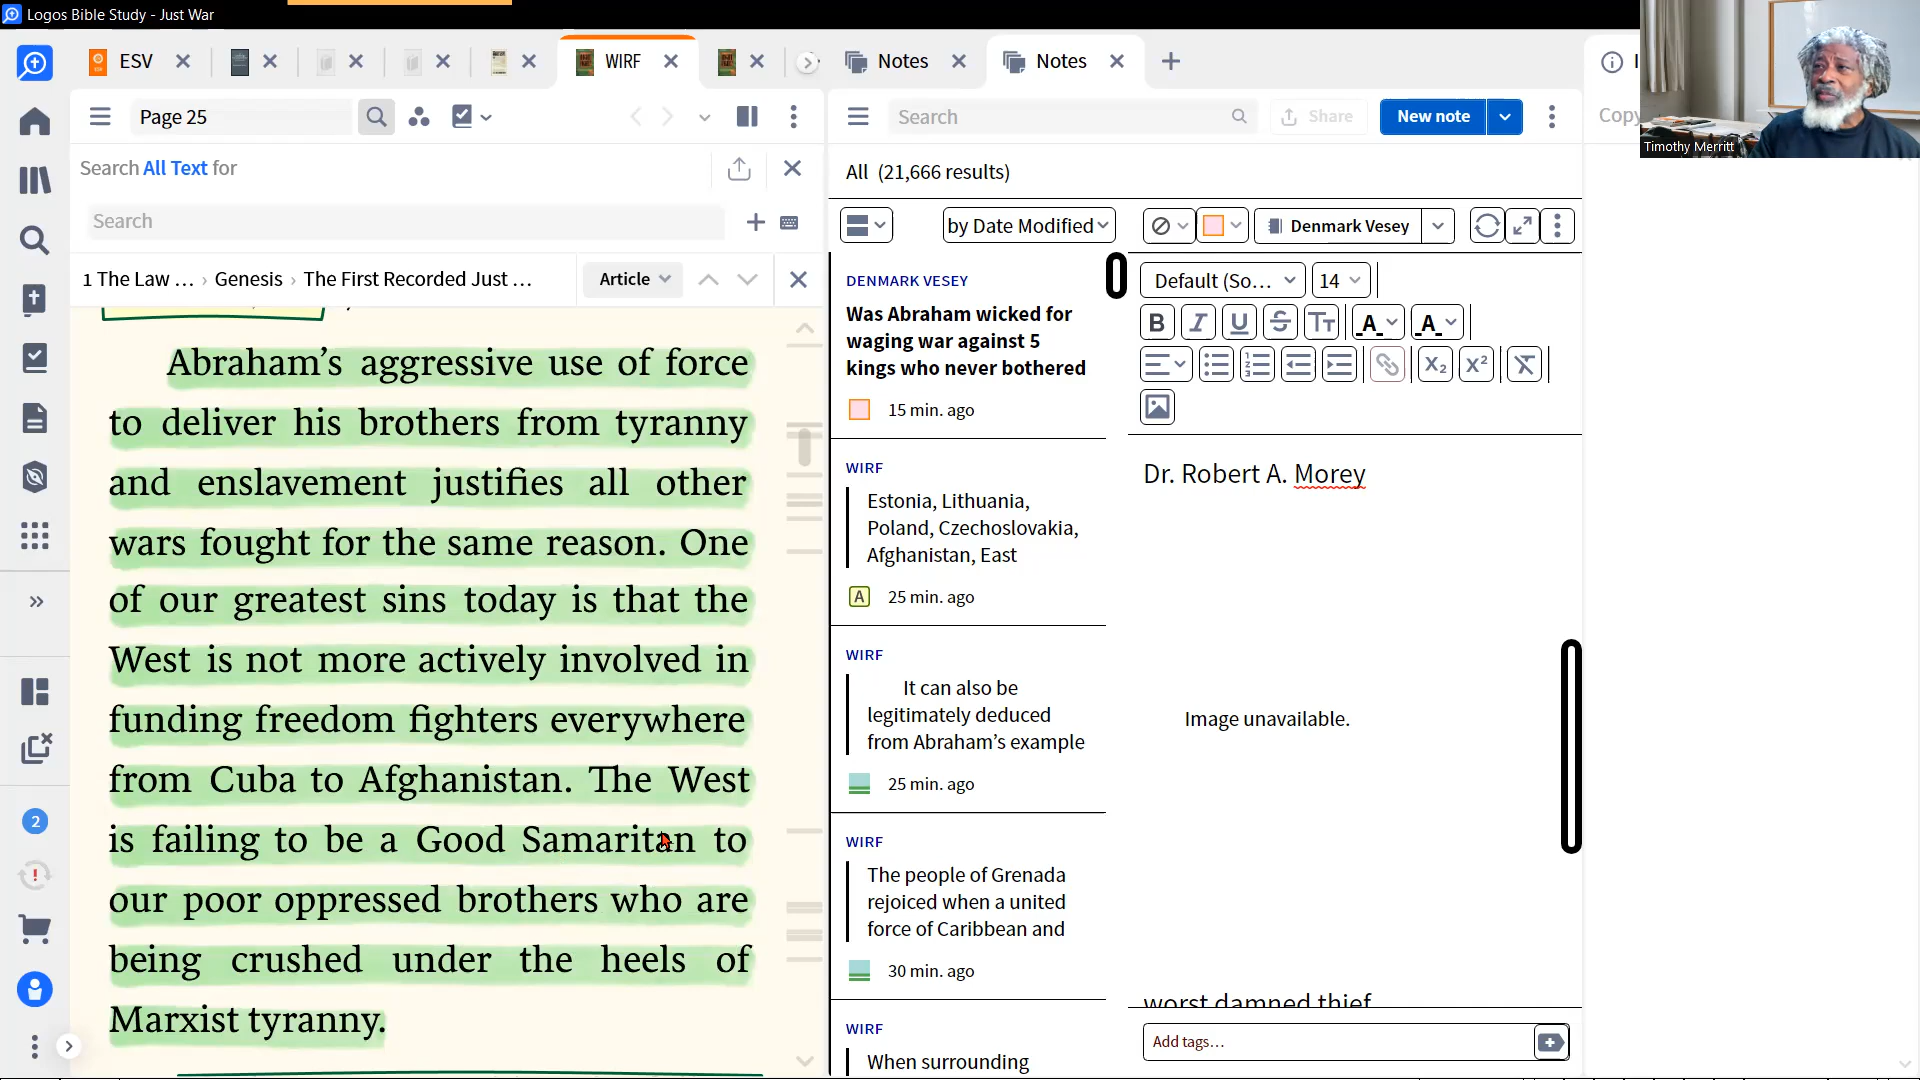 Logos Bible Study - Just War
ESV
WIRF
Notes
Notes
Page 25
Search
Share
New note
Copy
Timothy Merritt
Search All Text for
Search
All (21,666 results)
by Date Modified
Denmark Vesey
1 The Law ... › Genesis › The First Recorded Just ...
Article
Default (So...
14
Abraham's aggressive use of force
to deliver his brothers from tyranny
and enslavement justifies all other
wars fought for the same reason. One
of our greatest sins today is that the
West is not more actively involved in
funding freedom fighters everywhere
from Cuba to Afghanistan. The West
is failing to be a Good Samaritan to
our poor oppressed brothers who are
being crushed under the heels of
Marxist tyranny.
2
DENMARK VESEY
Was Abraham wicked for
waging war against 5
kings who never bothered
15 min. ago
WIRF
Estonia, Lithuania,
Poland, Czechoslovakia,
Afghanistan, East
25 min. ago
WIRF
It can also be
legitimately deduced
from Abraham's example
25 min. ago
WIRF
The people of Grenada
rejoiced when a united
force of Caribbean and
30 min. ago
WIRF
When surrounding
Dr. Robert A. Morey
Image unavailable.
worst damned thief
Add tags...